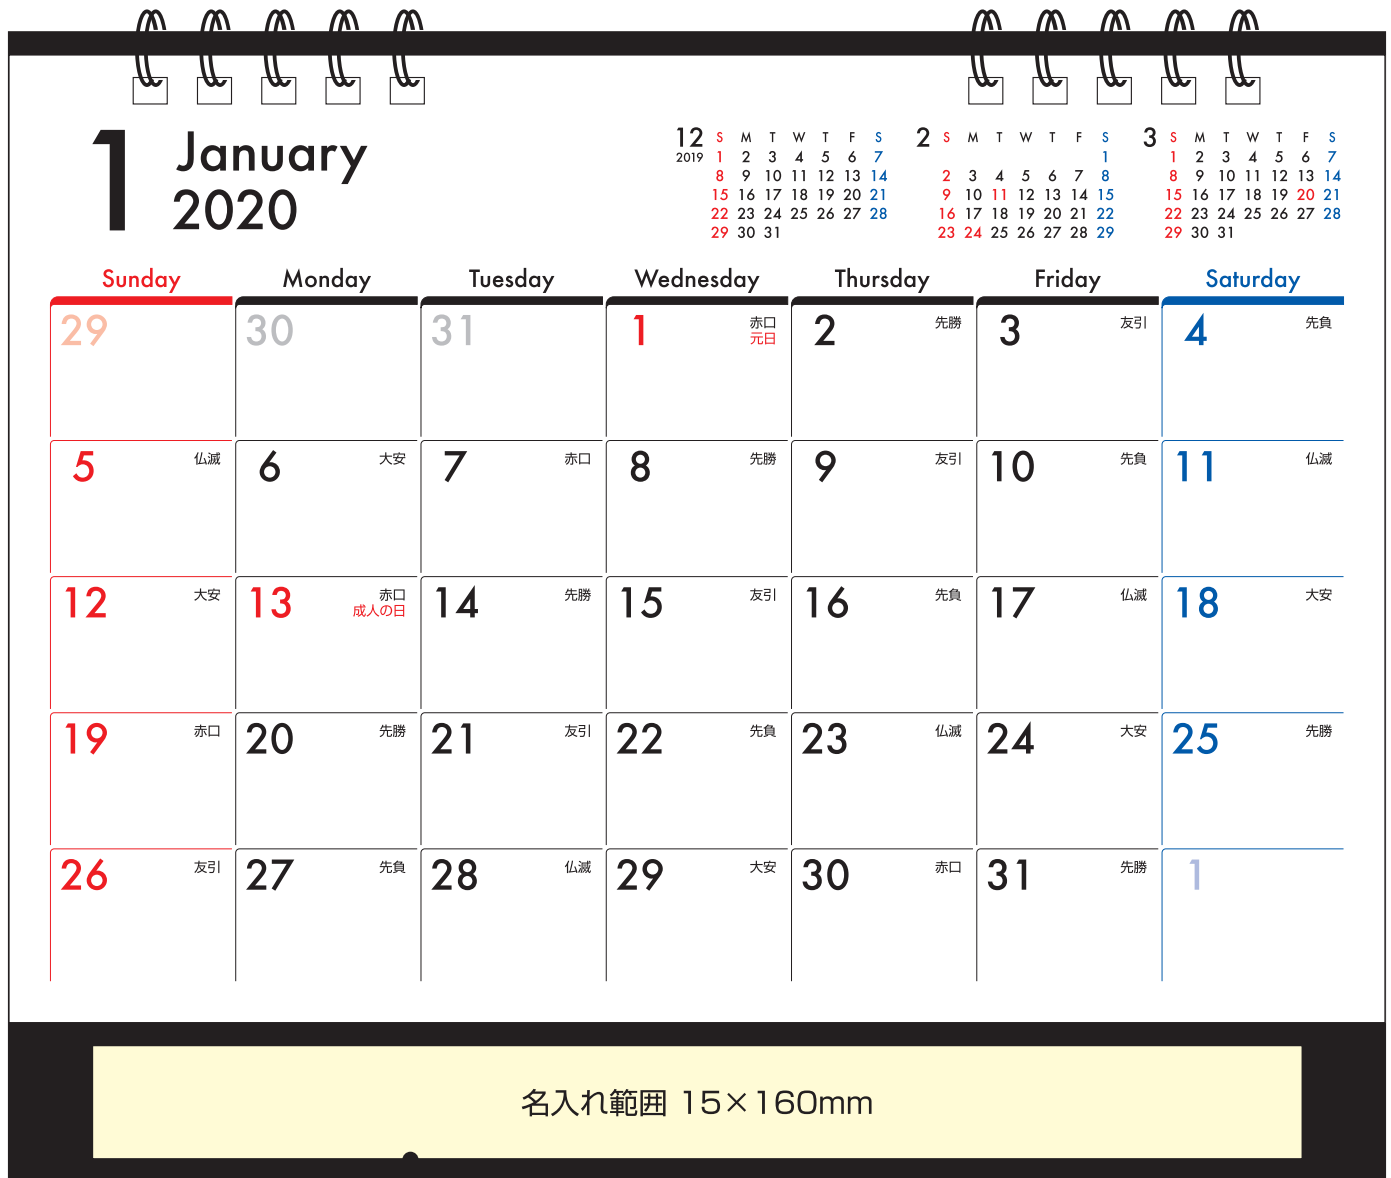 1 January
2020
12 S M T W T F S
2019 1 2 3 4 5 6 7
8 9 10 11 12 13 14
15 16 17 18 19 20 21
22 23 24 25 26 27 28
29 30 31
2 S M T W T F S
1
2 3 4 5 6 7 8
9 10 11 12 13 14 15
16 17 18 19 20 21 22
23 24 25 26 27 28 29
3 S M T W T F S
1 2 3 4 5 6 7
8 9 10 11 12 13 14
15 16 17 18 19 20 21
22 23 24 25 26 27 28
29 30 31
Sunday Monday Tuesday Wednesday Thursday Friday Saturday
29 30 31 1 赤口 2 先勝 3 友引 4 先負
元日
5 仏滅 6 大安 7 赤口 8 先勝 9 友引 10 先負 11 仏滅
12 大安 13 赤口 14 先勝 15 友引 16 先負 17 仏滅 18 大安
成人の日
19 赤口 20 先勝 21 友引 22 先負 23 仏滅 24 大安 25 先勝
26 友引 27 先負 28 仏滅 29 大安 30 赤口 31 先勝 1
名入れ範囲 15×160mm